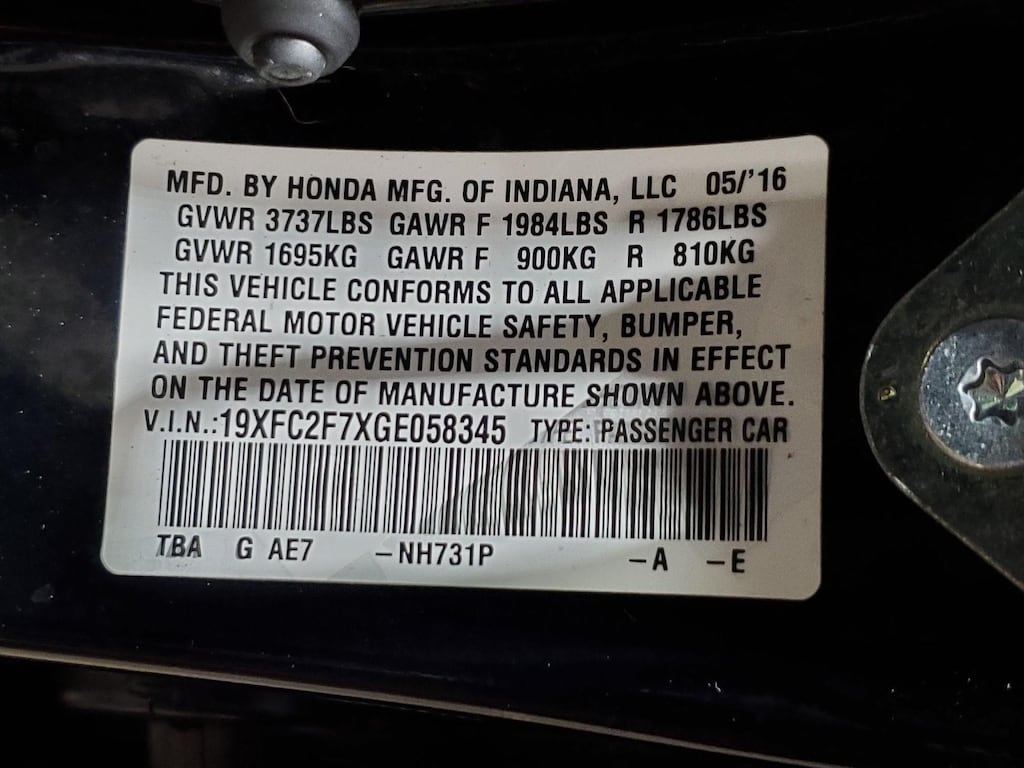 MFD. BY HONDA MFG. OF INDIANA, LLC 05/'16
GVWR 3737LBS GAWR F 1984LBS R 1786LBS
GVWR 1695KG GAWR F 900KG R 810KG
THIS VEHICLE CONFORMS TO ALL APPLICABLE
FEDERAL MOTOR VEHICLE SAFETY, BUMPER,
AND THEFT PREVENTION STANDARDS IN EFFECT
ON THE DATE OF MANUFACTURE SHOWN ABOVE.
V.I.N.:19XFC2F7XGE058345 TYPE: PASSENGER CAR
TBA G AE7 –NH731P –A –E